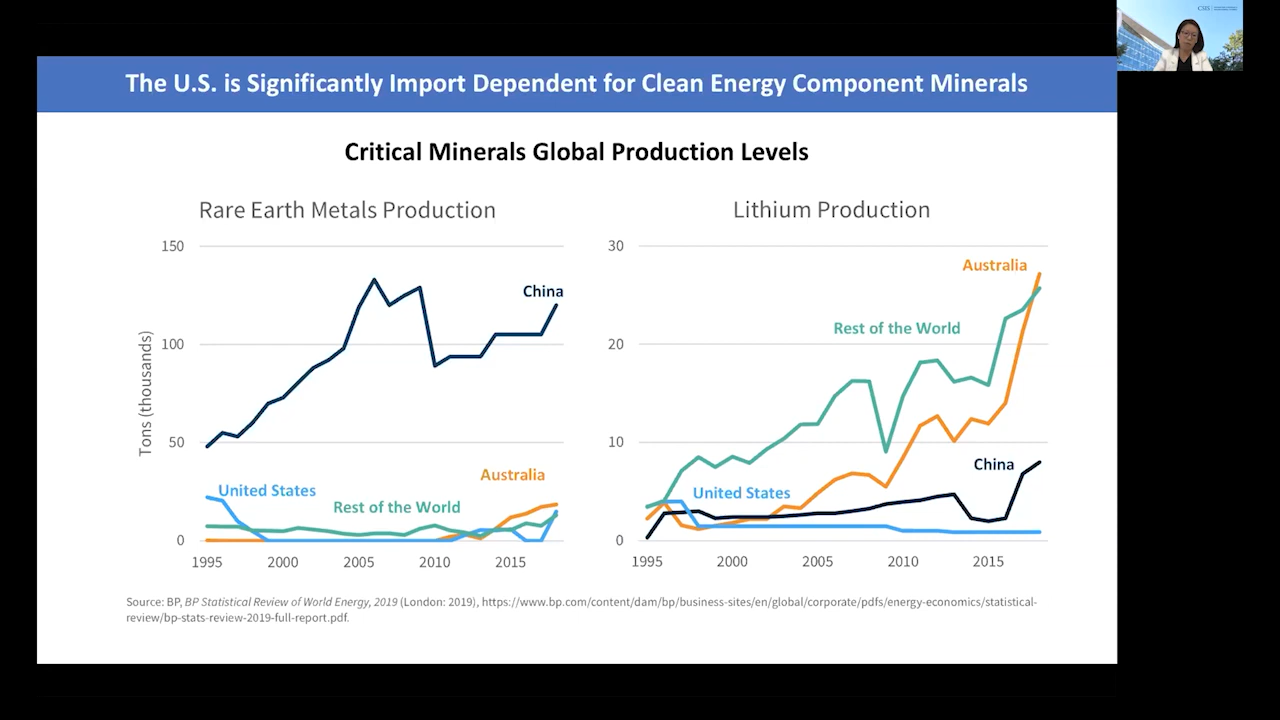 CSIS
The U.S. is Significantly Import Dependent for Clean Energy Component Minerals
Critical Minerals Global Production Levels
Rare Earth Metals Production
Tons (thousands)
150
100
50
0
1995 2000 2005 2010 2015
China
Australia
United States
Rest of the World
Lithium Production
30
20
10
0
1995 2000 2005 2010 2015
Australia
Rest of the World
China
United States
Source: BP, BP Statistical Review of World Energy, 2019 (London: 2019), https://www.bp.com/content/dam/bp/business-sites/en/global/corporate/pdfs/energy-economics/statistical-
review/bp-stats-review-2019-full-report.pdf.